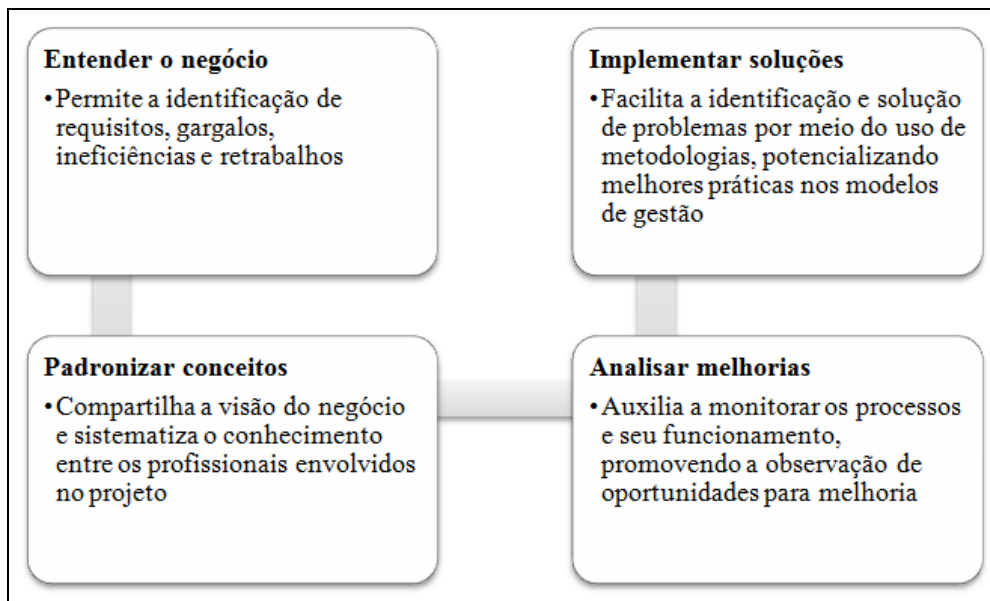 Entender o negócio
•Permite a identificação de
requisitos, gargalos,
ineficiências e retrabalhos
Padronizar conceitos
•Compartilha a visão do negócio
e sistematiza o conhecimento
entre os profissionais envolvidos
no projeto
Analisar melhorias
•Auxilia a monitorar os processos
e seu funcionamento,
promovendo a observação de
oportunidades para melhoria
Implementar soluções
•Facilita a identificação e solução
de problemas por meio do uso de
metodologias, potencializando
melhores práticas nos modelos
de gestão